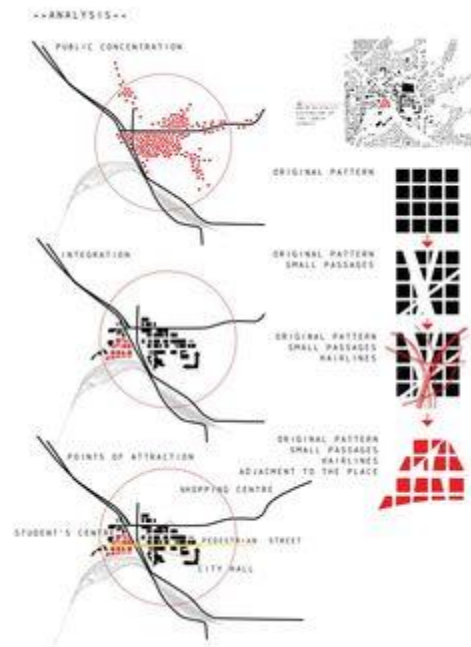 --ANALYSIS--
PUBLIC CONCENTRATION
ORIGINAL PATTERN
INTEGRATION
ORIGINAL PATTERN
SMALL PASSAGES
ORIGINAL PATTERN
SMALL PASSAGES
HAIRLINES
POINTS OF ATTRACTION
ORIGINAL PATTERN
SMALL PASSAGES
HAIRLINES
ADJACMENT TO THE PLACE
SHOPPING CENTRE
STUDENT'S CENTRE
PEDESTRIAN STREET
CITY HALL